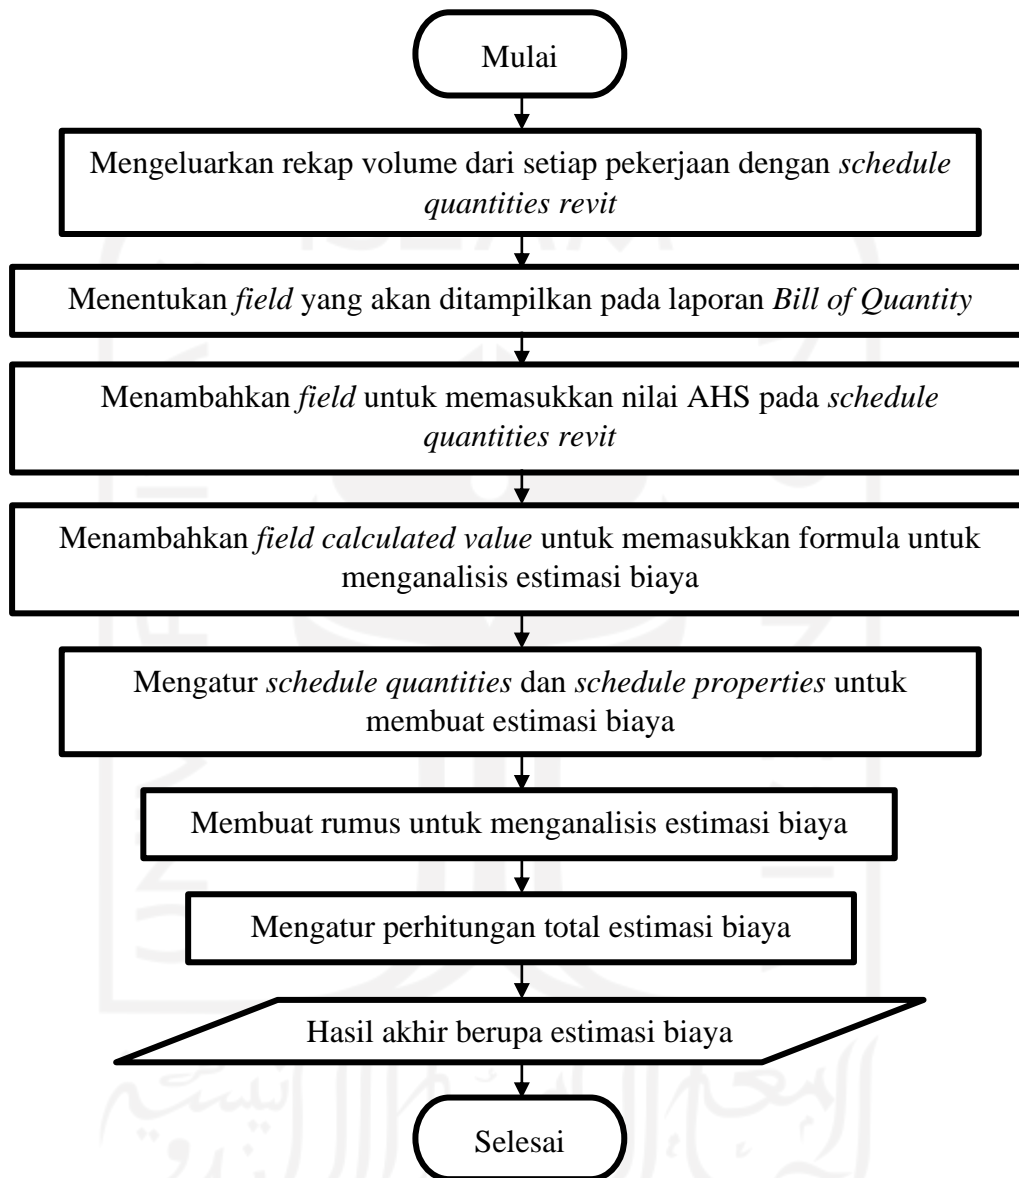 Mulai
Mengeluarkan rekap volume dari setiap pekerjaan dengan schedule
quantities revit
Menentukan field yang akan ditampilkan pada laporan Bill of Quantity
Menambahkan field untuk memasukkan nilai AHS pada schedule
quantities revit
Menambahkan field calculated value untuk memasukkan formula untuk
menganalisis estimasi biaya
Mengatur schedule quantities dan schedule properties untuk
membuat estimasi biaya
Membuat rumus untuk menganalisis estimasi biaya
Mengatur perhitungan total estimasi biaya
Hasil akhir berupa estimasi biaya
Selesai